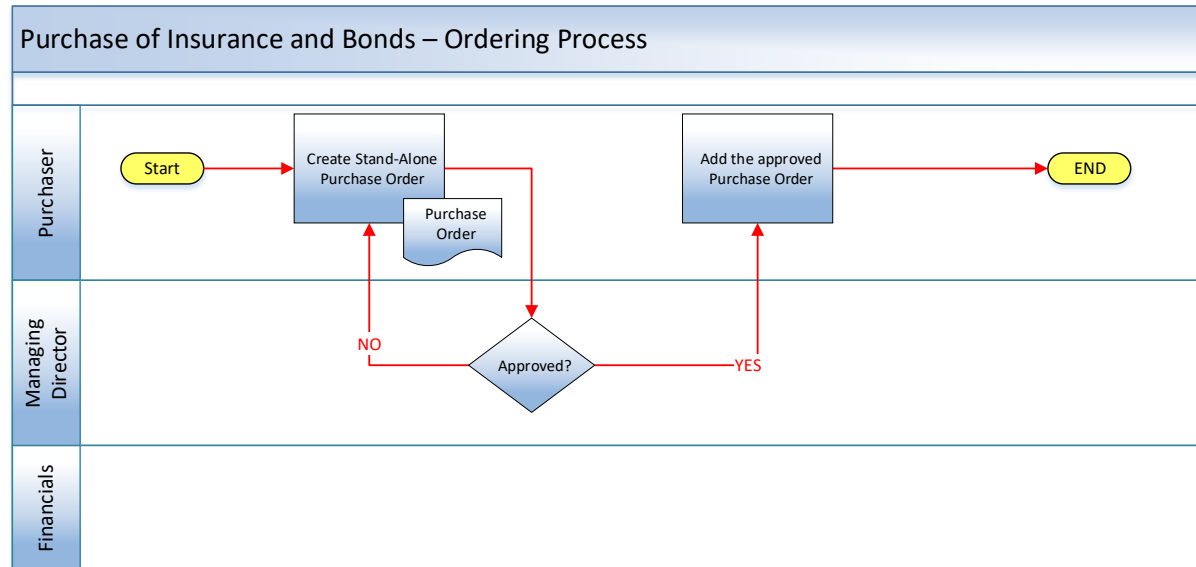 Purchase of Insurance and Bonds – Ordering Process
Purchaser
Start
Create Stand-Alone
Purchase Order
Purchase
Order
Add the approved
Purchase Order
END
Managing
Director
NO
Approved?
YES
Financials